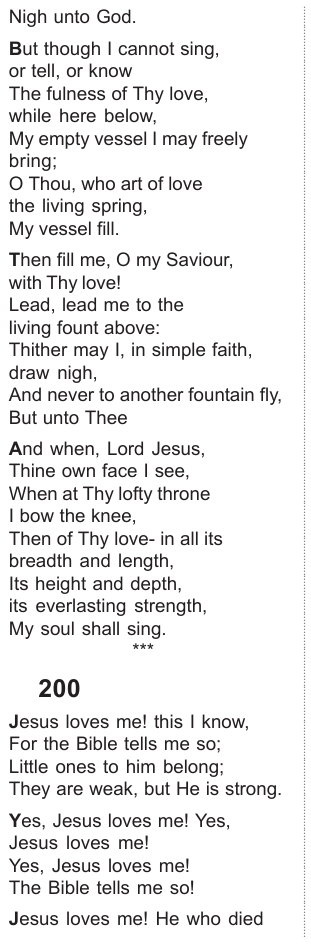 Nigh unto God.
But though I cannot sing,
or tell, or know
The fulness of Thy love,
while here below,
My empty vessel I may freely
bring;
O Thou, who art of love
the living spring,
My vessel fill.
Then fill me, O my Saviour,
with Thy love!
Lead, lead me to the
living fount above:
Thither may I, in simple faith,
draw nigh,
And never to another fountain fly,
But unto Thee
And when, Lord Jesus,
Thine own face I see,
When at Thy lofty throne
I bow the knee,
Then of Thy love- in all its
breadth and length,
Its height and depth,
its everlasting strength,
My soul shall sing.
***
200
Jesus loves me! this I know,
For the Bible tells me so;
Little ones to him belong;
They are weak, but He is strong.
Yes, Jesus loves me! Yes,
Jesus loves me!
Yes, Jesus loves me!
The Bible tells me so!
Jesus loves me! He who died